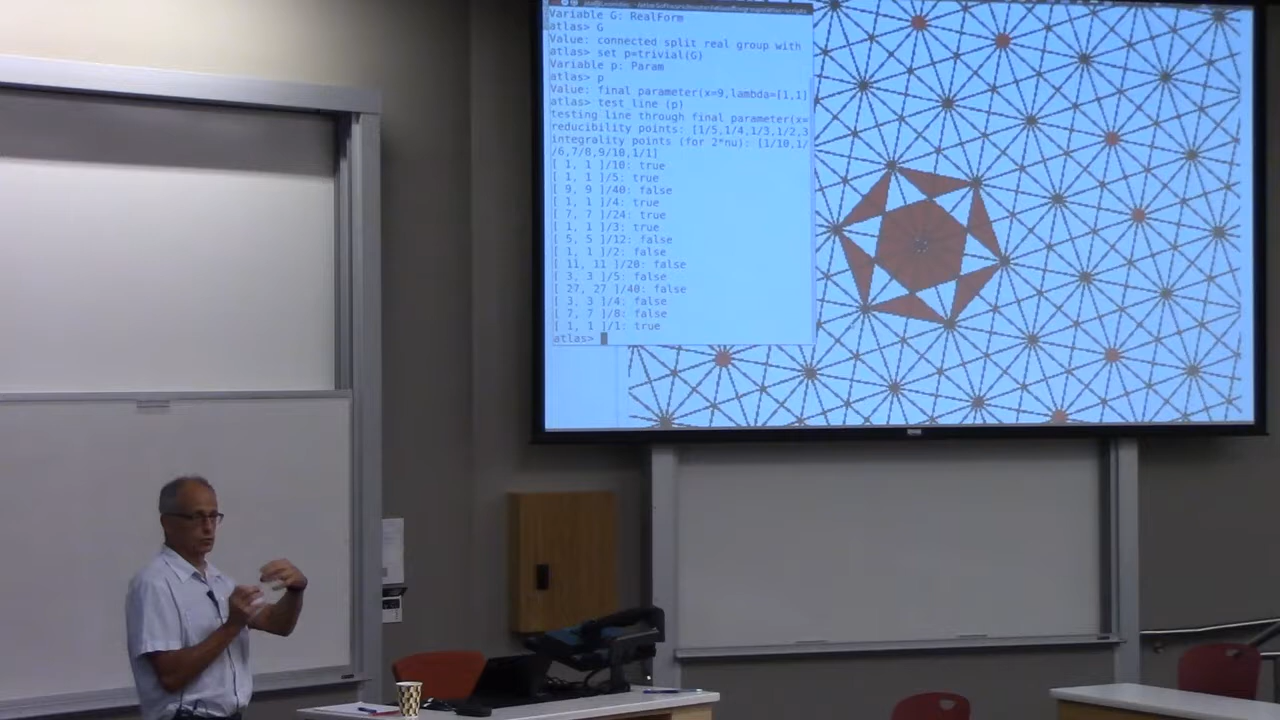 Variable G: RealForm
atlas> G
Value: connected split real group with
atlas> set p=trivial(G)
Variable p: Param
atlas> p
Value: final parameter(x=9,lambda=[1,1]
atlas> test_line (p)
testing line through final parameter(x=
reducibility points: [1/5,1/4,1/3,1/2,3
integrality points (for 2*nu): [1/10,1/
/6,7/8,9/10,1/1]
[ 1, 1 ]/10: true
[ 1, 1 ]/5: true
[ 9, 9 ]/40: false
[ 1, 1 ]/4: true
[ 7, 7 ]/24: true
[ 1, 1 ]/3: true
[ 5, 5 ]/12: false
[ 1, 1 ]/2: false
[ 11, 11 ]/20: false
[ 3, 3 ]/5: false
[ 27, 27 ]/40: false
[ 3, 3 ]/4: false
[ 7, 7 ]/8: false
[ 1, 1 ]/1: true
atlas>